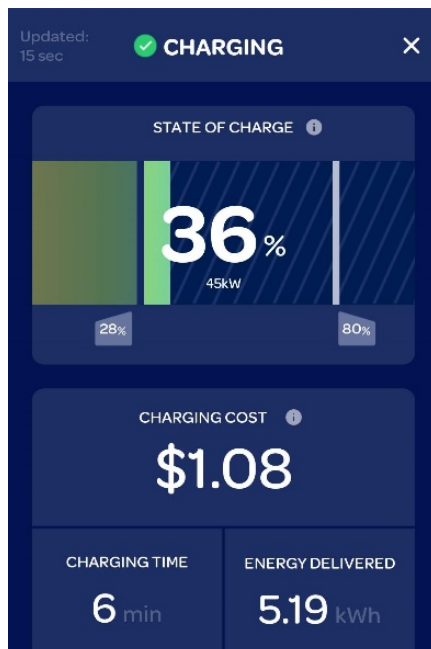 Updated:
15 sec
CHARGING
STATE OF CHARGE
36%
45kW
28%
80%
CHARGING COST
$1.08
CHARGING TIME
6 min
ENERGY DELIVERED
5.19 kWh